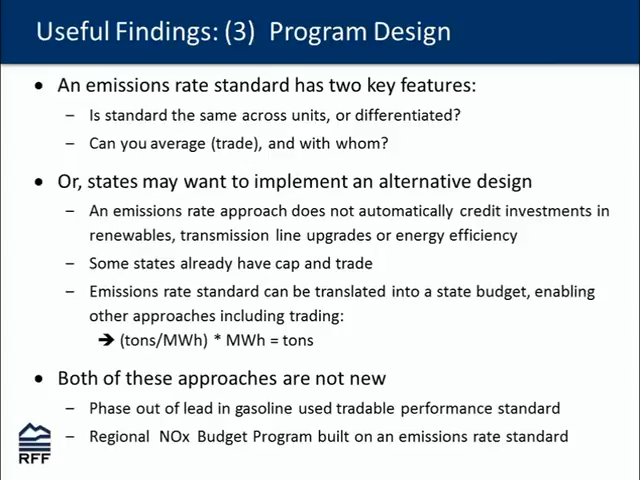 Useful Findings: (3) Program Design
• An emissions rate standard has two key features:
– Is standard the same across units, or differentiated?
– Can you average (trade), and with whom?
• Or, states may want to implement an alternative design
– An emissions rate approach does not automatically credit investments in
renewables, transmission line upgrades or energy efficiency
– Some states already have cap and trade
– Emissions rate standard can be translated into a state budget, enabling
other approaches including trading:
➔ (tons/MWh) * MWh = tons
• Both of these approaches are not new
– Phase out of lead in gasoline used tradable performance standard
– Regional NOx Budget Program built on an emissions rate standard
RFF